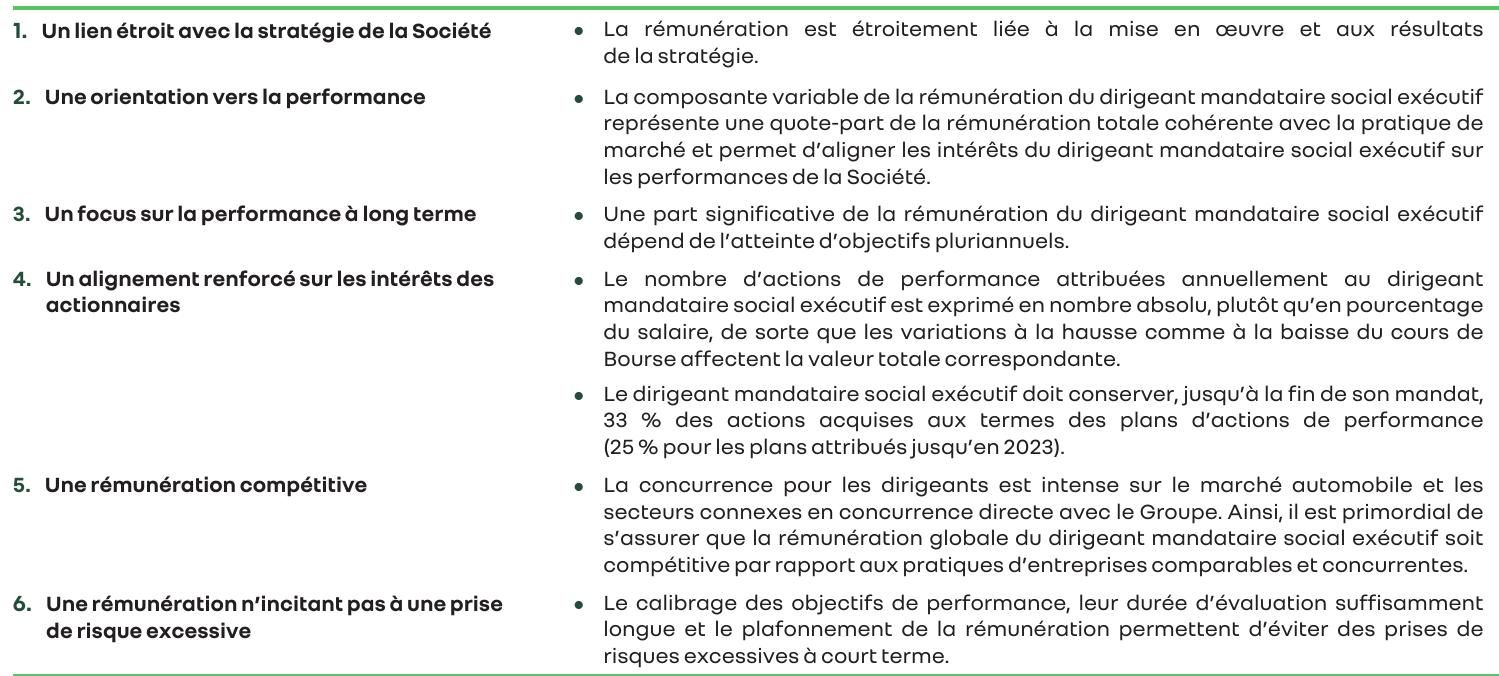 1. Un lien étroit avec la stratégie de la Société
• La rémunération est étroitement liée à la mise en œuvre et aux résultats
de la stratégie.
2. Une orientation vers la performance
• La composante variable de la rémunération du dirigeant mandataire social exécutif
représente une quote-part de la rémunération totale cohérente avec la pratique de
marché et permet d’aligner les intérêts du dirigeant mandataire social exécutif sur
les performances de la Société.
3. Un focus sur la performance à long terme
• Une part significative de la rémunération du dirigeant mandataire social exécutif
dépend de l’atteinte d’objectifs pluriannuels.
4. Un alignement renforcé sur les intérêts des
actionnaires
• Le nombre d’actions de performance attribuées annuellement au dirigeant
mandataire social exécutif est exprimé en nombre absolu, plutôt qu’en pourcentage
du salaire, de sorte que les variations à la hausse comme à la baisse du cours de
Bourse affectent la valeur totale correspondante.
• Le dirigeant mandataire social exécutif doit conserver, jusqu’à la fin de son mandat,
33 % des actions acquises aux termes des plans d’actions de performance
(25 % pour les plans attribués jusqu’en 2023).
5. Une rémunération compétitive
• La concurrence pour les dirigeants est intense sur le marché automobile et les
secteurs connexes en concurrence directe avec le Groupe. Ainsi, il est primordial de
s’assurer que la rémunération globale du dirigeant mandataire social exécutif soit
compétitive par rapport aux pratiques d’entreprises comparables et concurrentes.
6. Une rémunération n’incitant pas à une prise
de risque excessive
• Le calibrage des objectifs de performance, leur durée d’évaluation suffisamment
longue et le plafonnement de la rémunération permettent d’éviter des prises de
risques excessives à court terme.